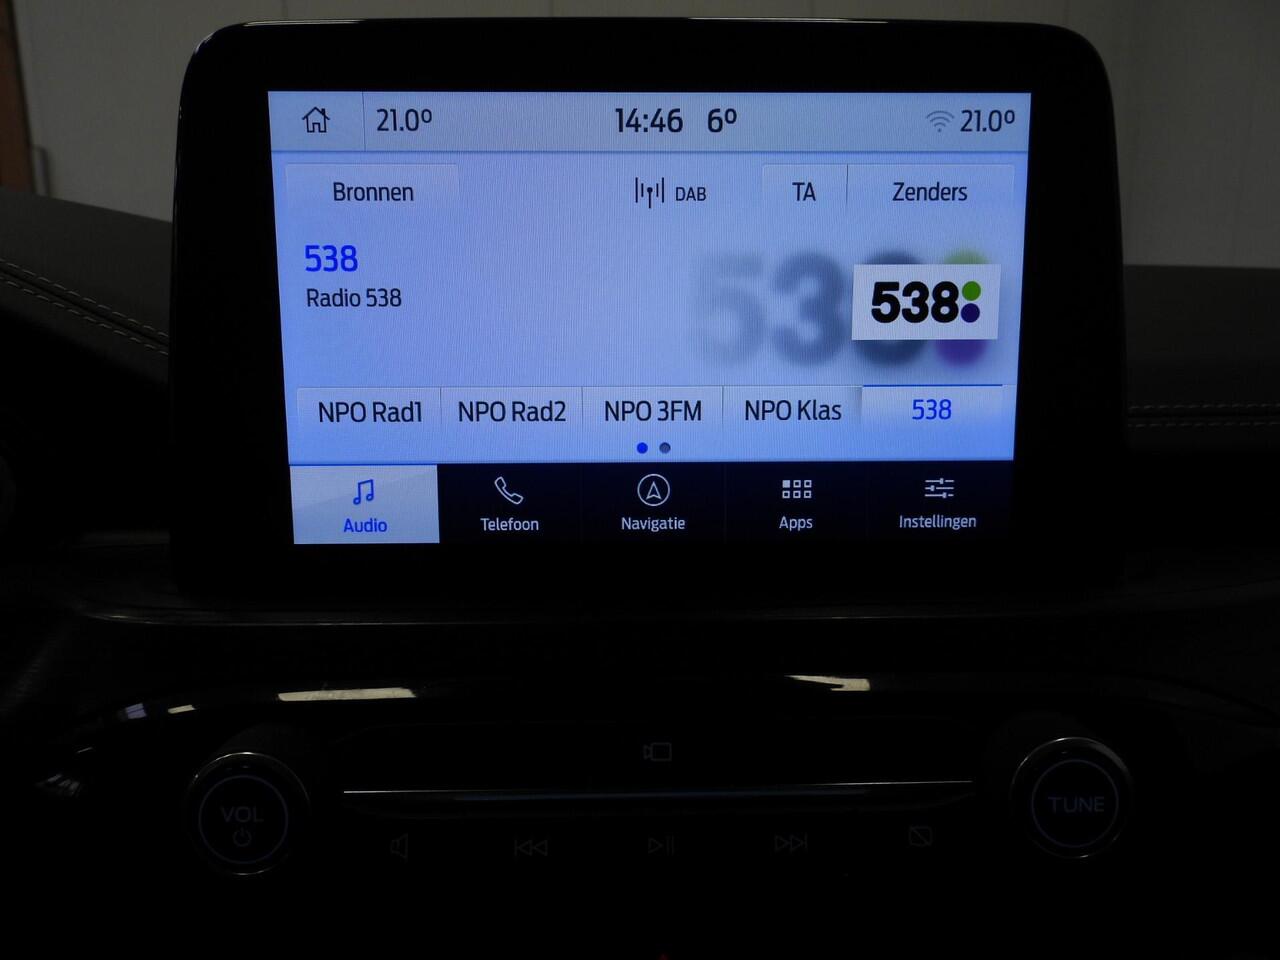 21.0° 14:46 6° 21.0°
Bronnen DAB TA Zenders
538
Radio 538
538
538
NPO Rad1 NPO Rad2 NPO 3FM NPO Klas 538
Audio Telefoon Navigatie Apps Instellingen
VOL TUNE